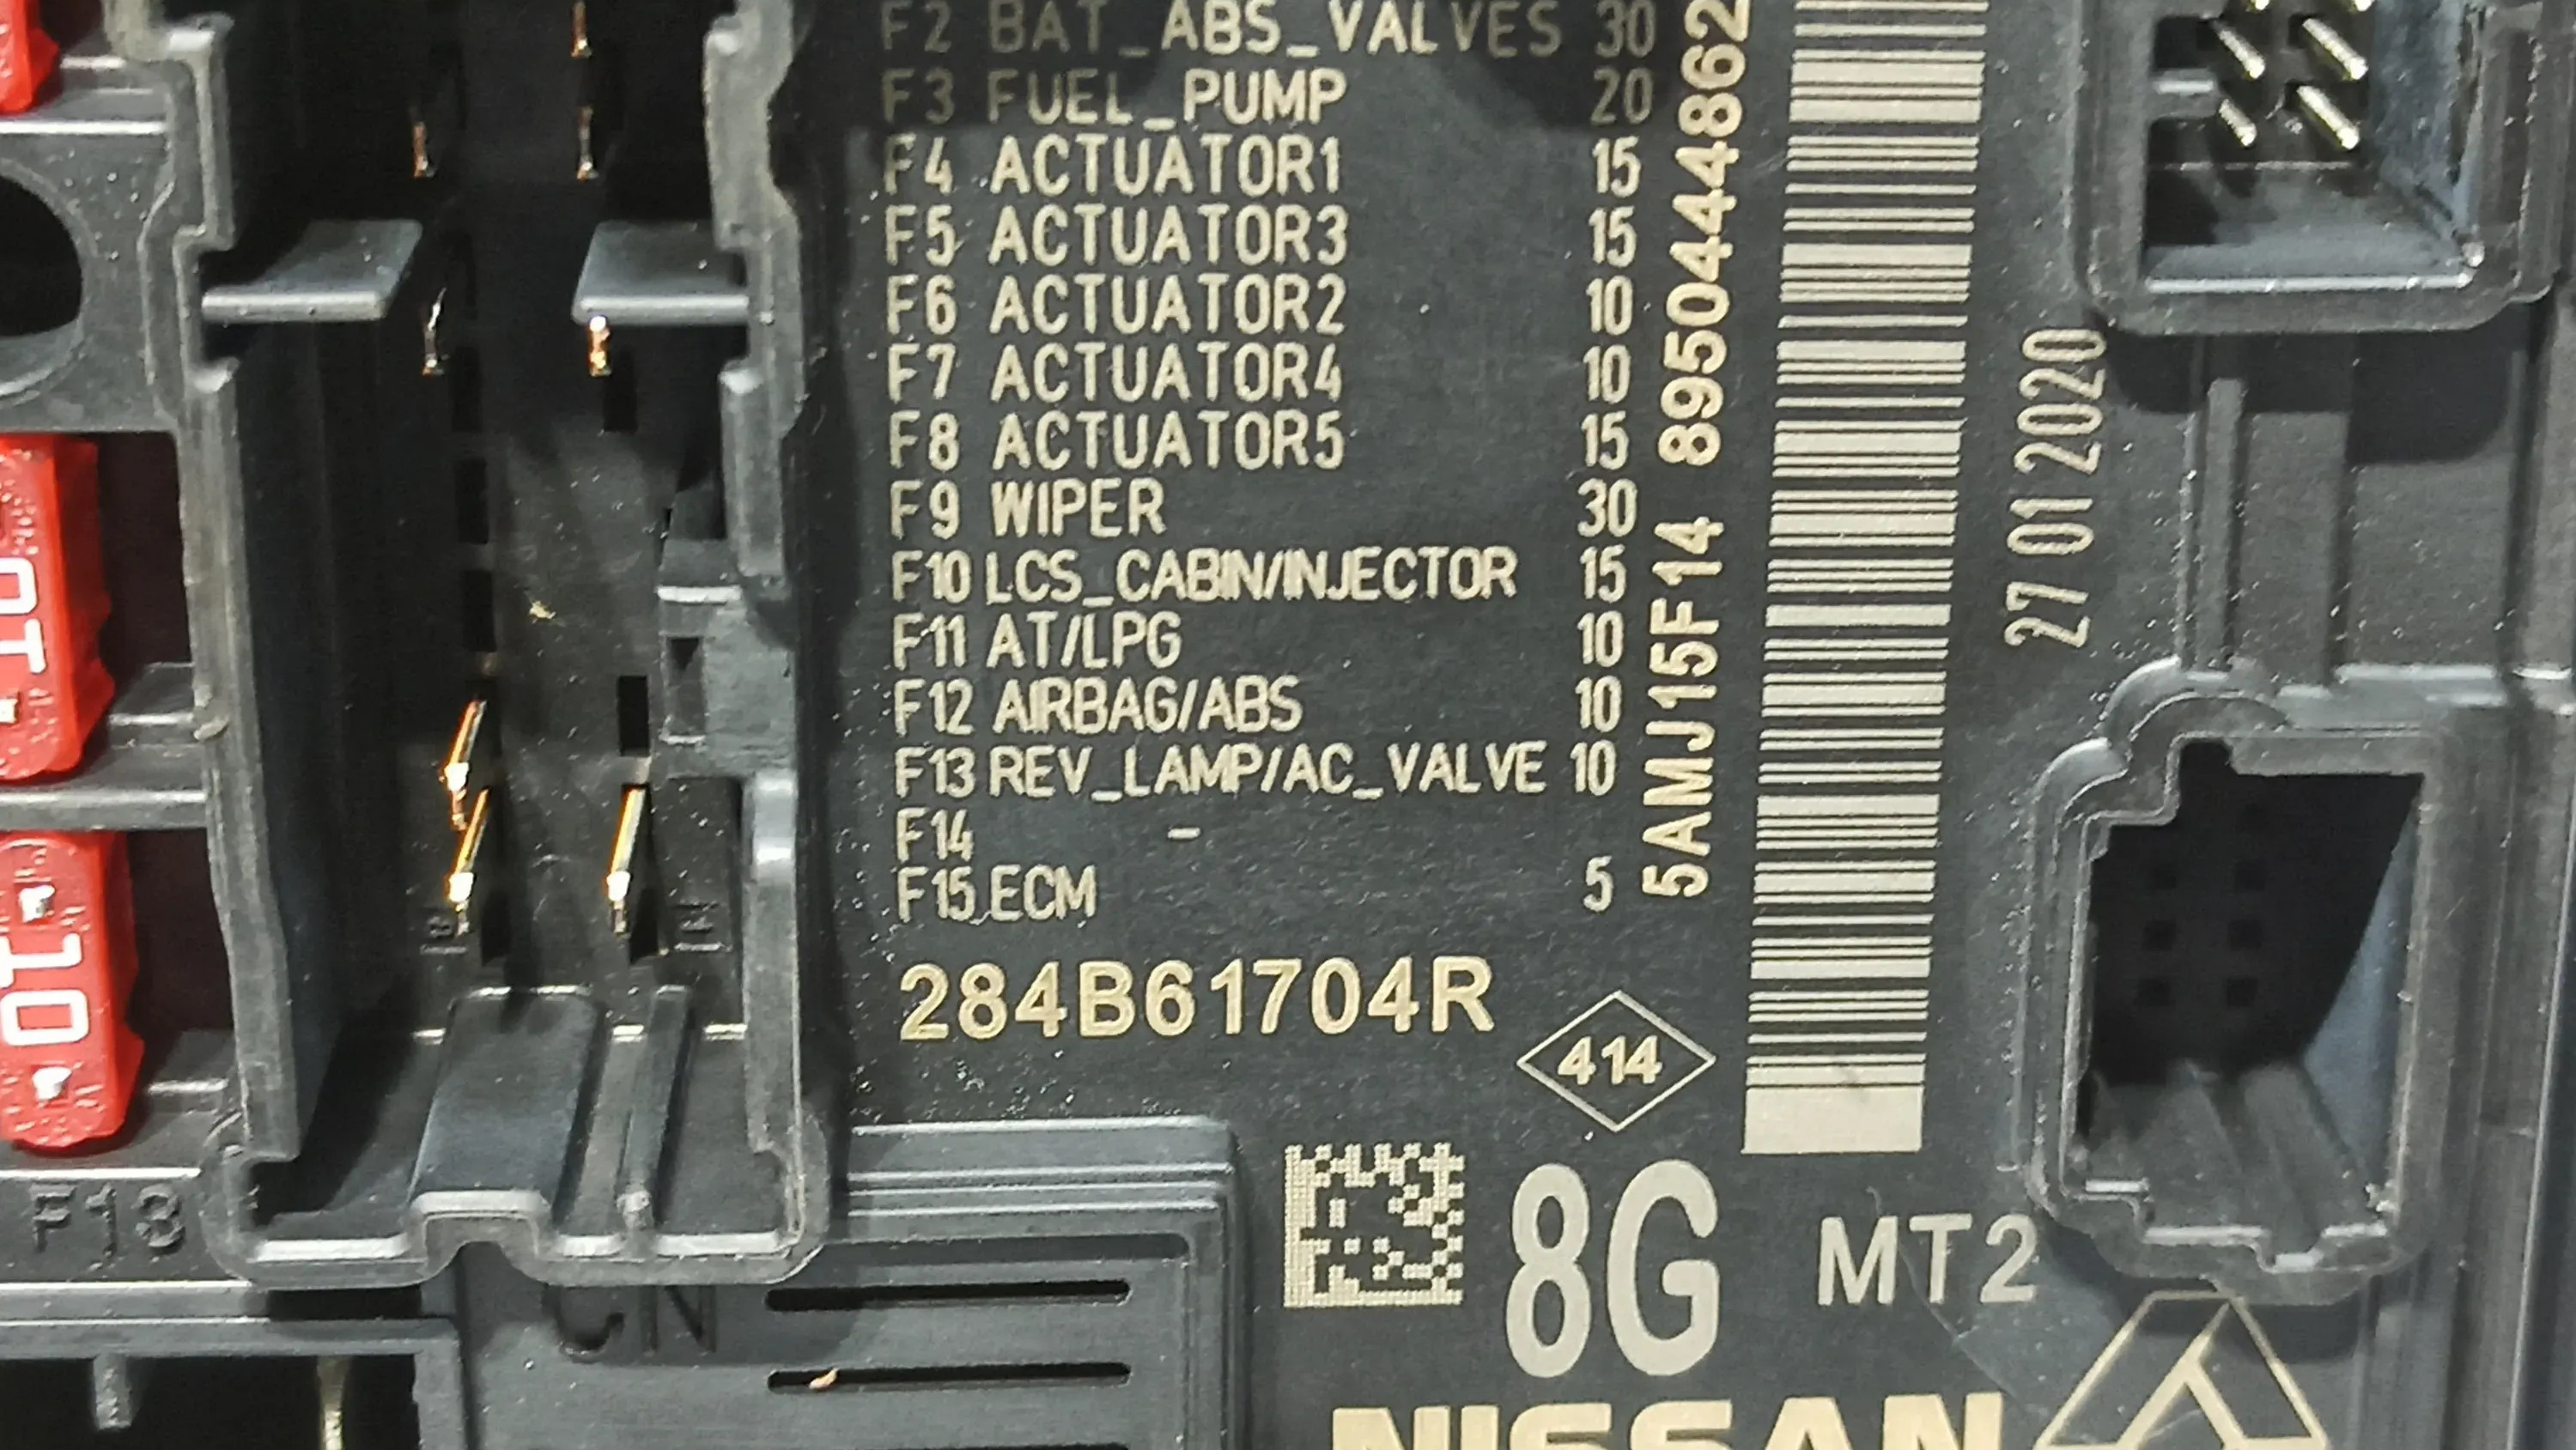 F2 BAT_ABS_VALVES 30
F3 FUEL_PUMP 20
F4 ACTUATOR1 15
F5 ACTUATOR3 15
F6 ACTUATOR2 10
F7 ACTUATOR4 10
F8 ACTUATOR5 15
F9 WIPER 30
F10 LCS_CABIN/INJECTOR 15
F11 AT/LPG 10
F12 AIRBAG/ABS 10
F13 REV_LAMP/AC_VALVE 10
F14 -
F15 ECM 5
284B61704R
414
5AMJ15F14 8950444862
27 01 2020
8G
MT2
NISSAN
10
10
F13
CN